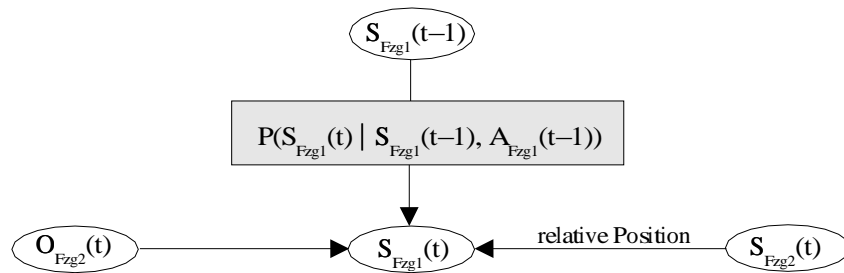 S_Fzg1(t–1)
P(S_Fzg1(t) | S_Fzg1(t–1), A_Fzg1(t–1))
O_Fzg2(t) S_Fzg1(t) relative Position S_Fzg2(t)